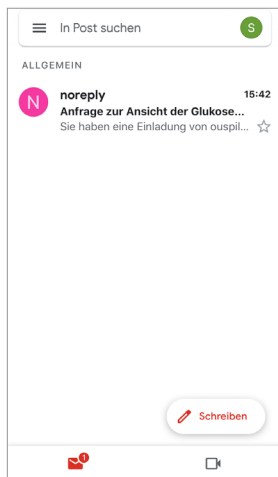 In Post suchen
S
ALLGEMEIN
N
noreply 15:42
Anfrage zur Ansicht der Glukose...
Sie haben eine Einladung von ouspil...
Schreiben
1